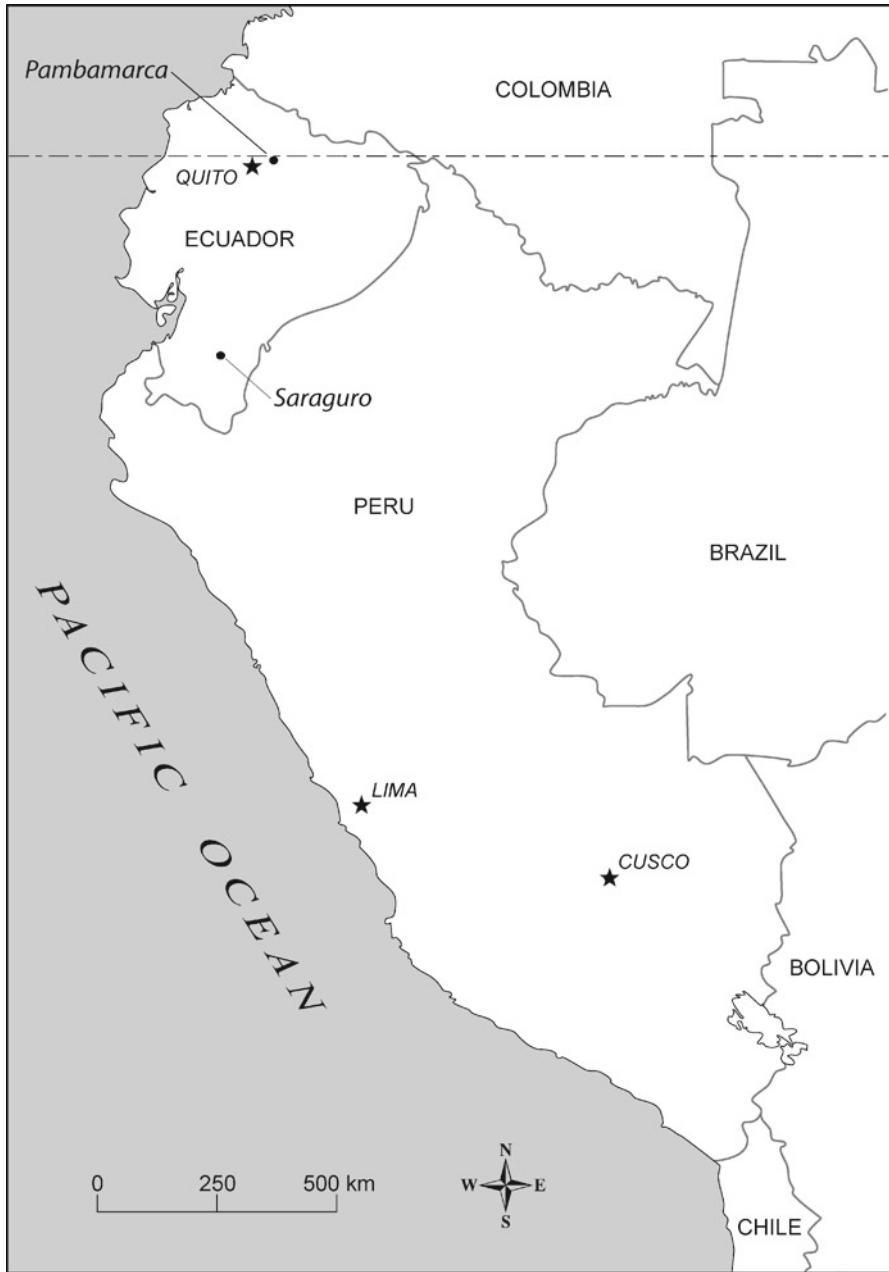 Pambamarca
COLOMBIA
QUITO
ECUADOR
Saraguro
PERU
BRAZIL
PACIFIC OCEAN
LIMA
CUSCO
BOLIVIA
0 250 500 km
N
W E
S
CHILE